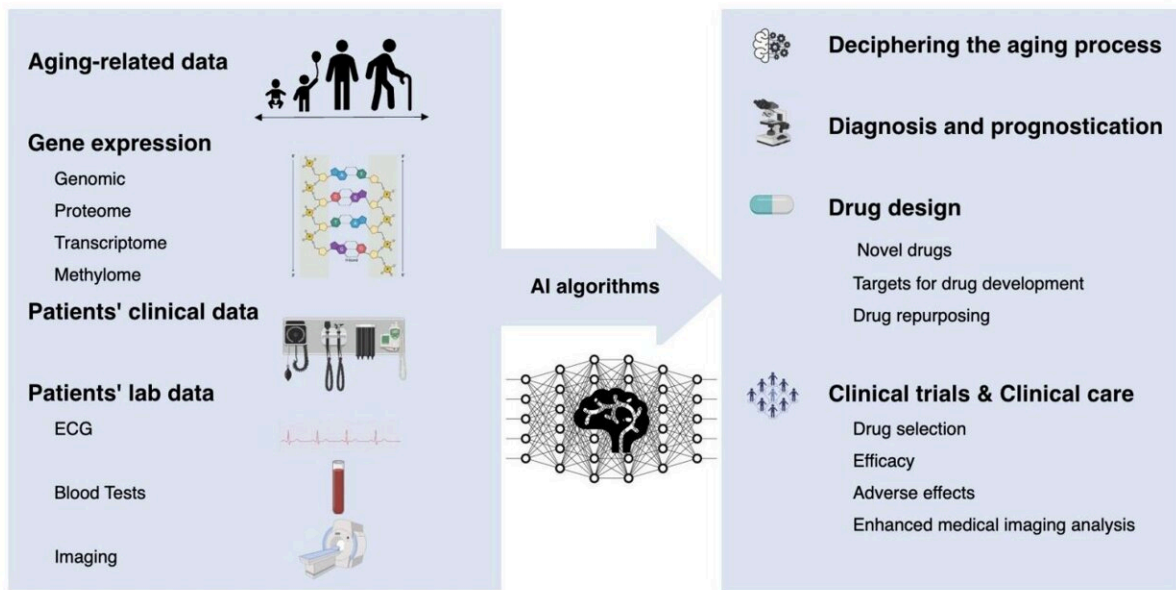 Aging-related data
Gene expression
Genomic
Proteome
Transcriptome
Methylome
Patients' clinical data
Patients' lab data
ECG
Blood Tests
Imaging
AI algorithms
Deciphering the aging process
Diagnosis and prognostication
Drug design
Novel drugs
Targets for drug development
Drug repurposing
Clinical trials & Clinical care
Drug selection
Efficacy
Adverse effects
Enhanced medical imaging analysis